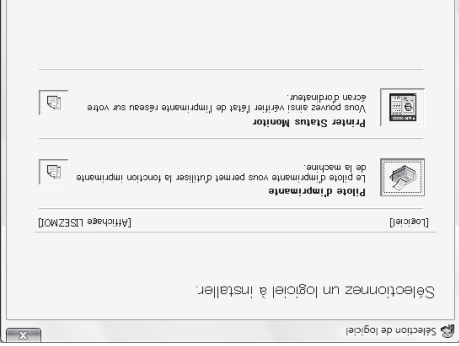 Sélection de logiciel
Sélectionnez un logiciel à installer.
[Logiciel] [Affichage LISEZMOI]
Pilote d'imprimante
Le pilote d'imprimante vous permet d'utiliser la fonction imprimante
de la machine.
Printer Status Monitor
Vous pouvez ainsi vérifier l'état de l'imprimante réseau sur votre
écran d'ordinateur.